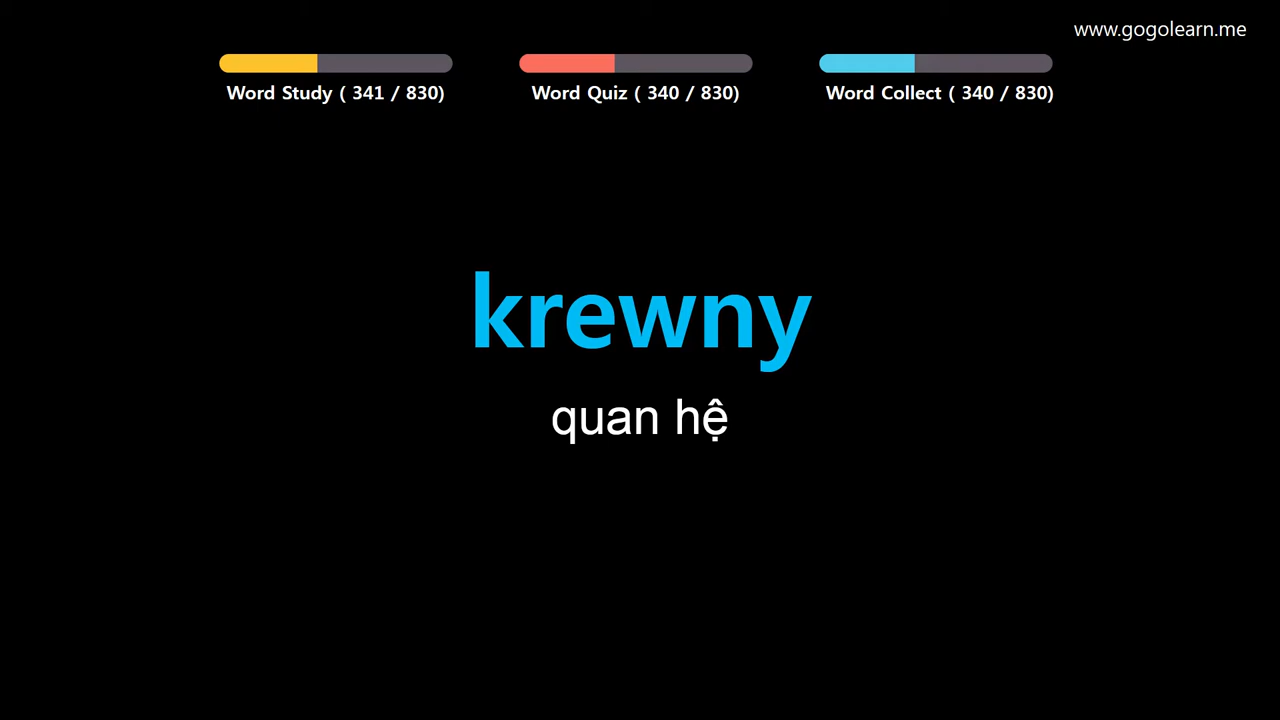 www.gogolearn.me
Word Study ( 341 / 830)
Word Quiz ( 340 / 830)
Word Collect ( 340 / 830)
krewny
quan hệ